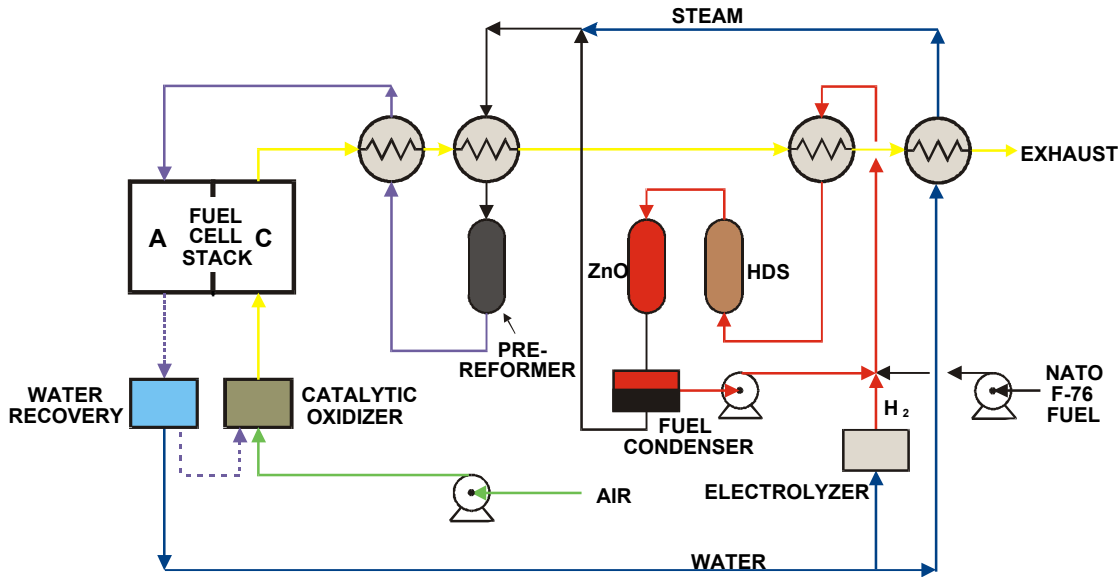 STEAM
EXHAUST
A
FUEL
CELL
STACK
C
ZnO
HDS
PRE-
REFORMER
WATER
RECOVERY
CATALYTIC
OXIDIZER
FUEL
CONDENSER
H 2
NATO
F-76
FUEL
ELECTROLYZER
AIR
WATER